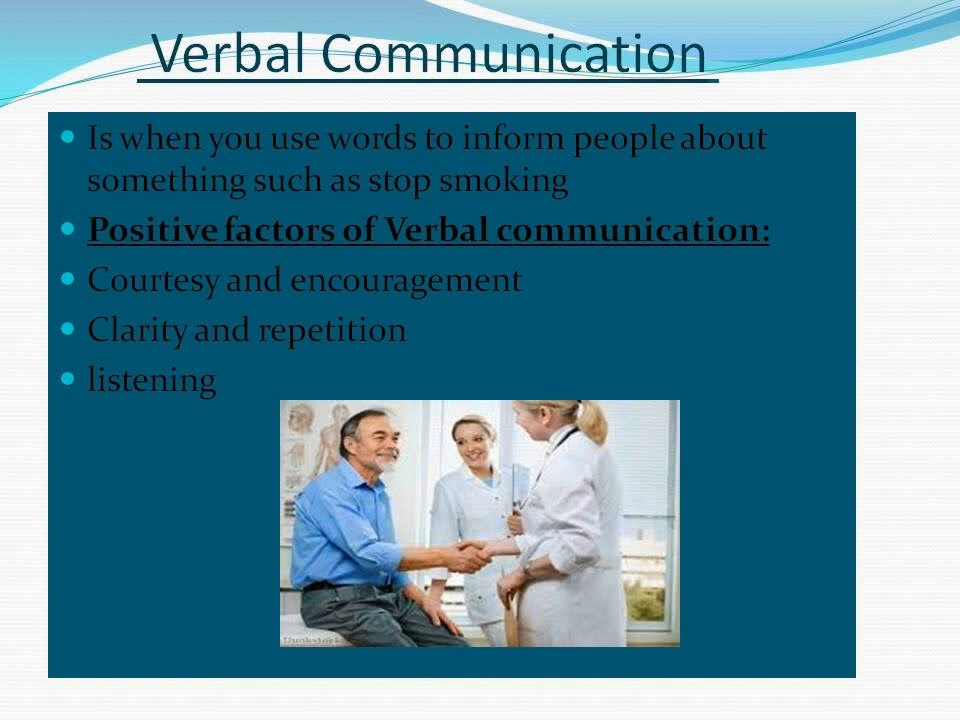 Verbal Communication
Is when you use words to inform people about
something such as stop smoking
Positive factors of Verbal communication:
Courtesy and encouragement
Clarity and repetition
listening